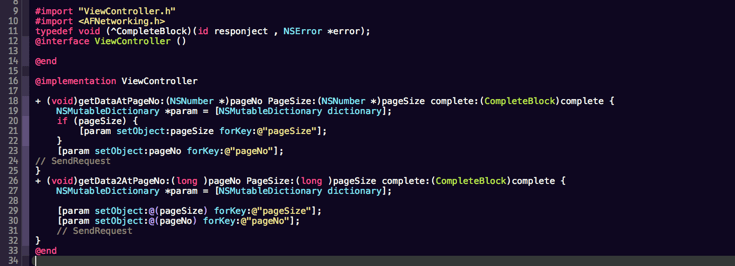 8
9 #import "ViewController.h"
10 #import <AFNetworking.h>
11 typedef void (^CompleteBlock)(id responject , NSError *error);
12 @interface ViewController ()
13
14 @end
15
16 @implementation ViewController
17
18 + (void)getDataAtPageNo:(NSNumber *)pageNo PageSize:(NSNumber *)pageSize complete:(CompleteBlock)complete {
19 NSMutableDictionary *param = [NSMutableDictionary dictionary];
20 if (pageSize) {
21 [param setObject:pageSize forKey:@"pageSize"];
22 }
23 [param setObject:pageNo forKey:@"pageNo"];
24 // SendRequest
25 }
26 + (void)getData2AtPageNo:(long )pageNo PageSize:(long )pageSize complete:(CompleteBlock)complete {
27 NSMutableDictionary *param = [NSMutableDictionary dictionary];
28
29 [param setObject:@(pageSize) forKey:@"pageSize"];
30 [param setObject:@(pageNo) forKey:@"pageNo"];
31 // SendRequest
32 }
33 @end
34